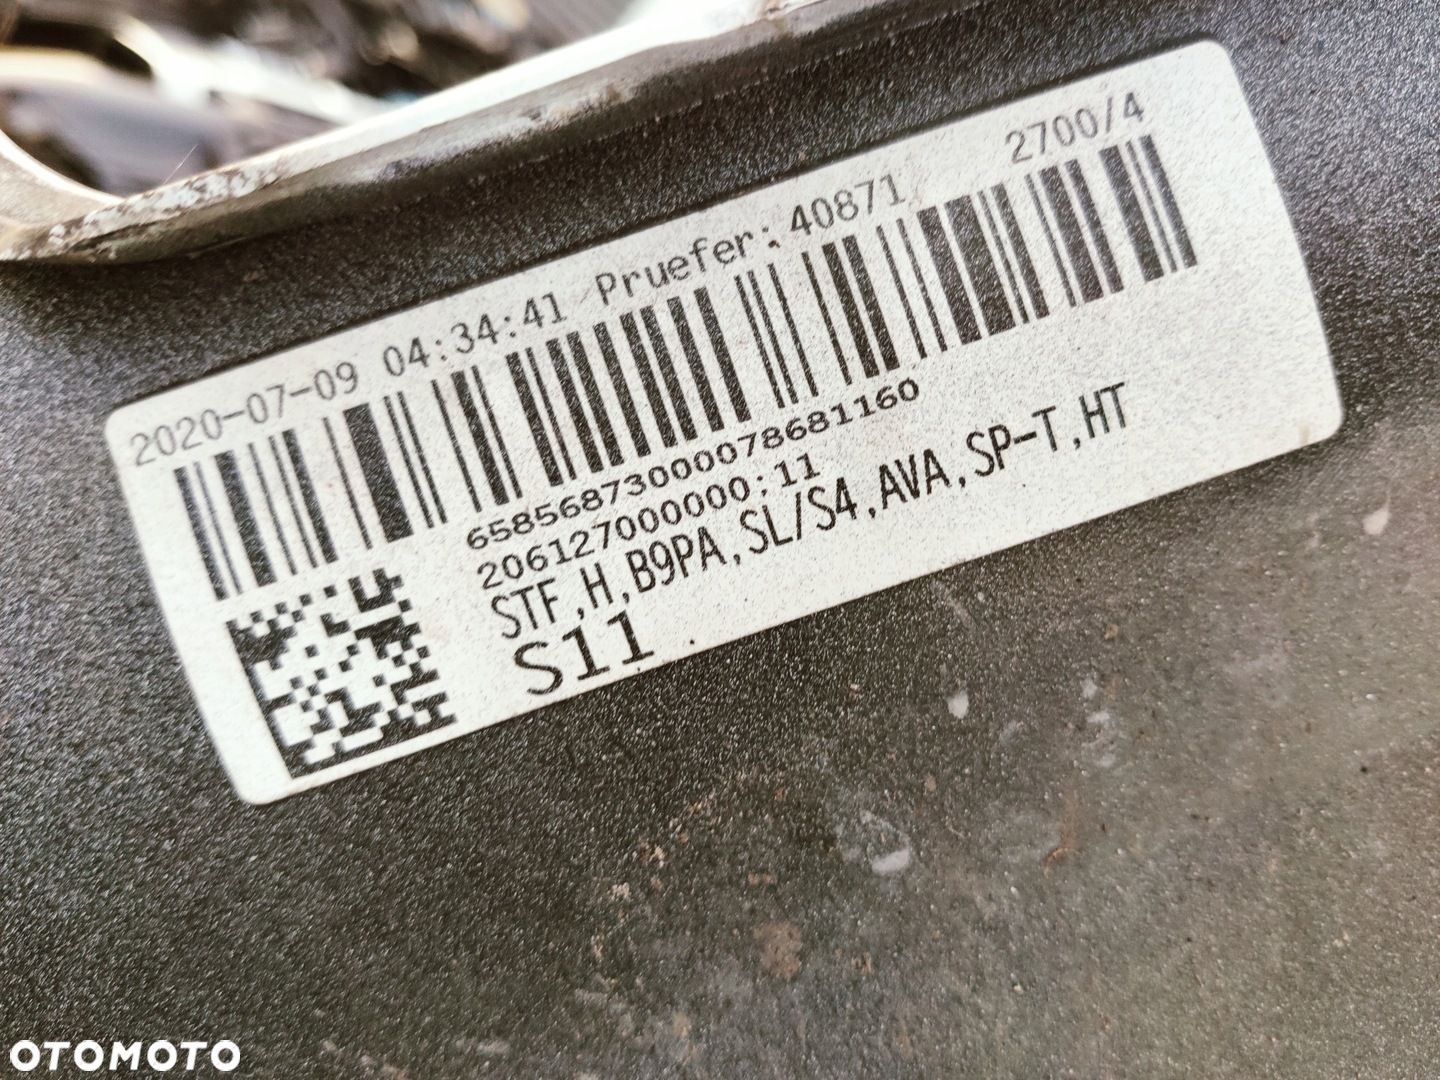 2020-07-09 04:34:41 Pruefer: 40871 2700/4
65856873000078681160
206127000000:11
STF,H,B9PA,SL/S4,AVA,SP-T,HT
S11
OTOMOTO